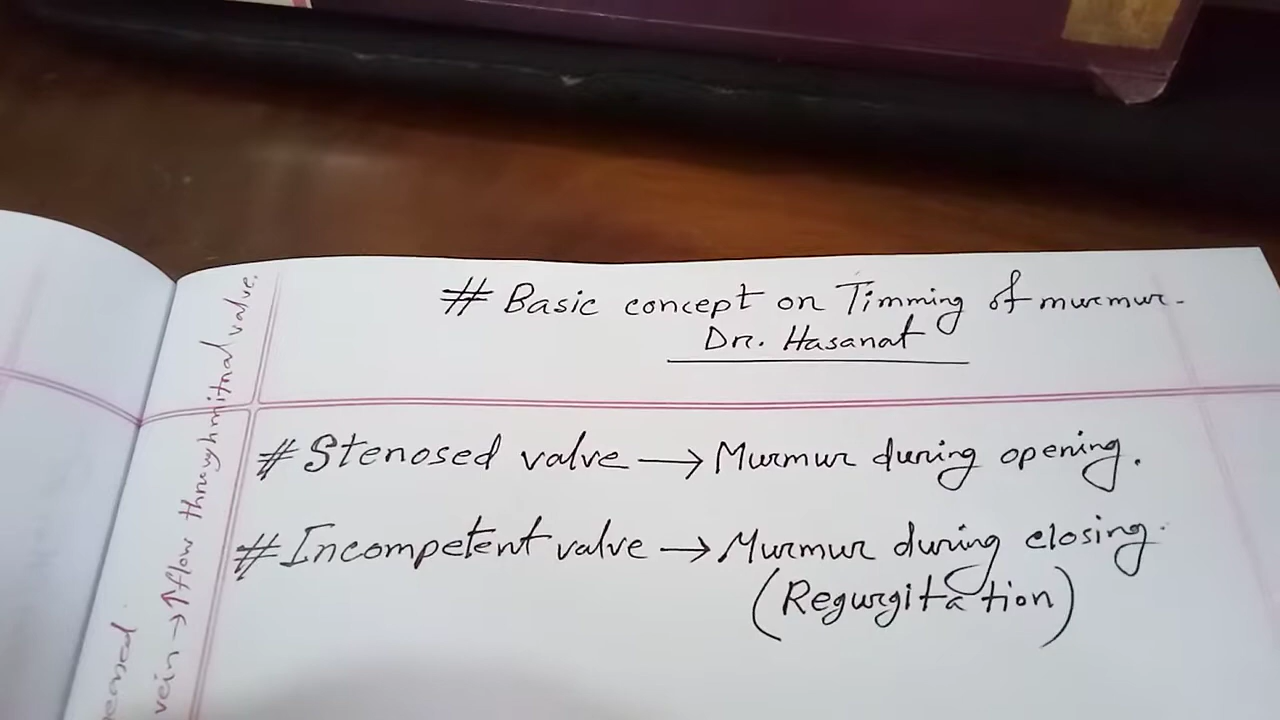 # Basic concept on Timming of murmur.
Dr. Hasanat
# Stenosed valve → Murmur during opening.
# Incompetent valve → Murmur during closing.
(Regurgitation)
vein → ↑flow through mitral valve.